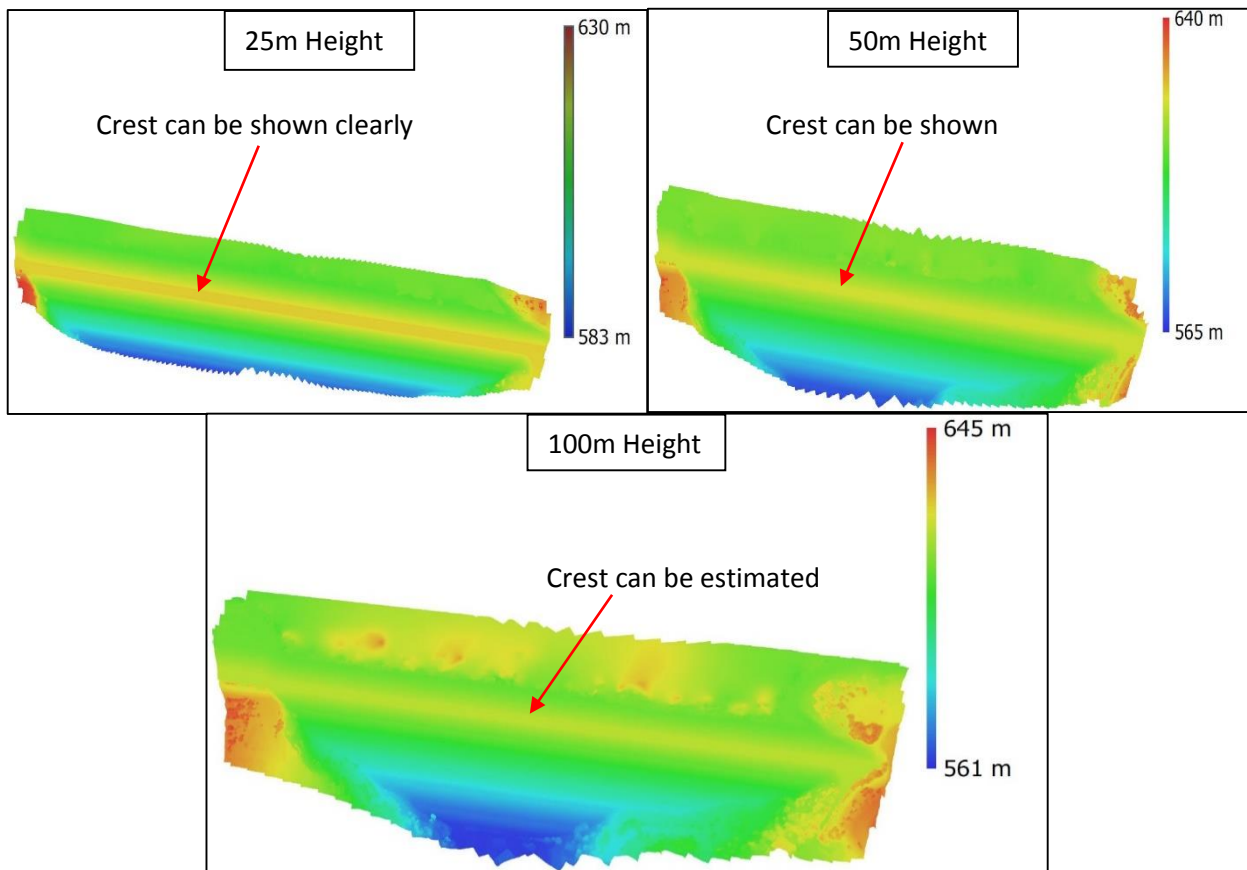 25m Height
630 m
Crest can be shown clearly
583 m
50m Height
640 m
Crest can be shown
565 m
100m Height
645 m
Crest can be estimated
561 m